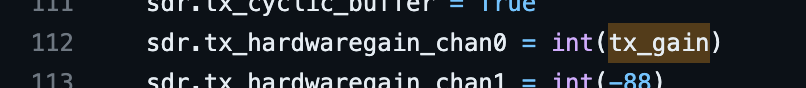 111 sdr.tx_cyclic_buffer = True
112 sdr.tx_hardwaregain_chan0 = int(tx_gain)
113 sdr.tx_hardwaregain_chan1 = int(-88)